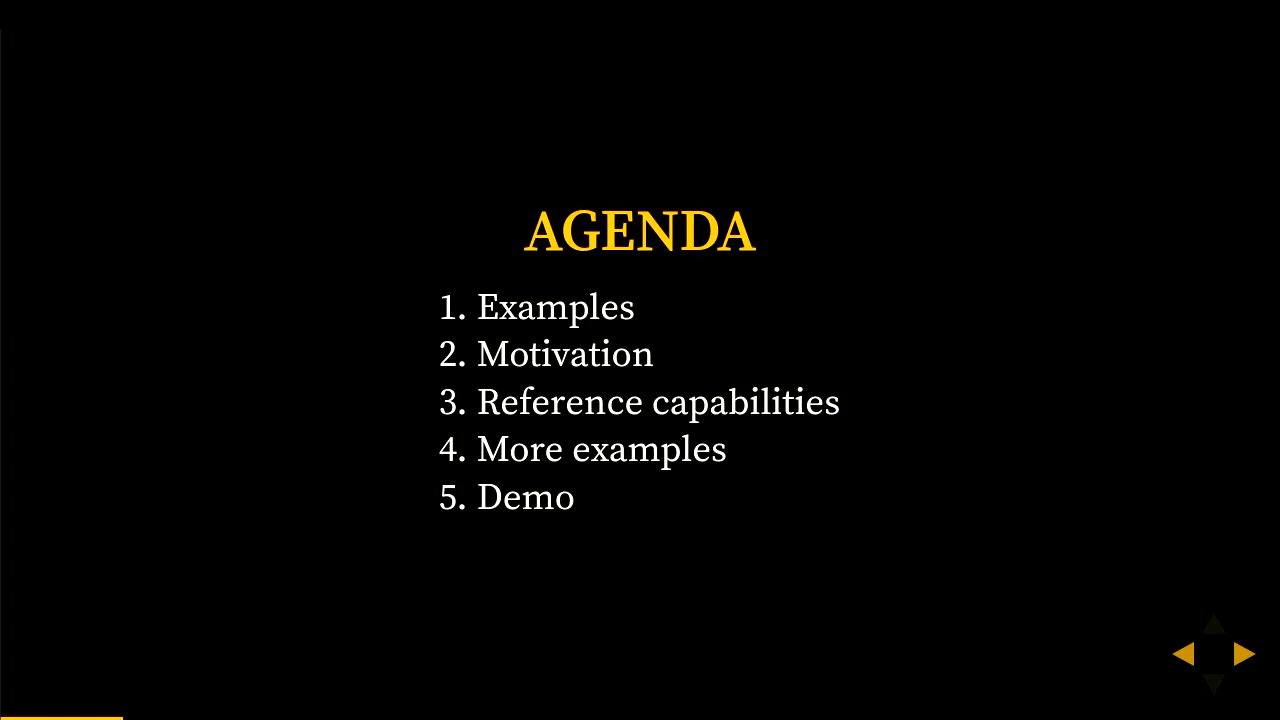 AGENDA
1. Examples
2. Motivation
3. Reference capabilities
4. More examples
5. Demo